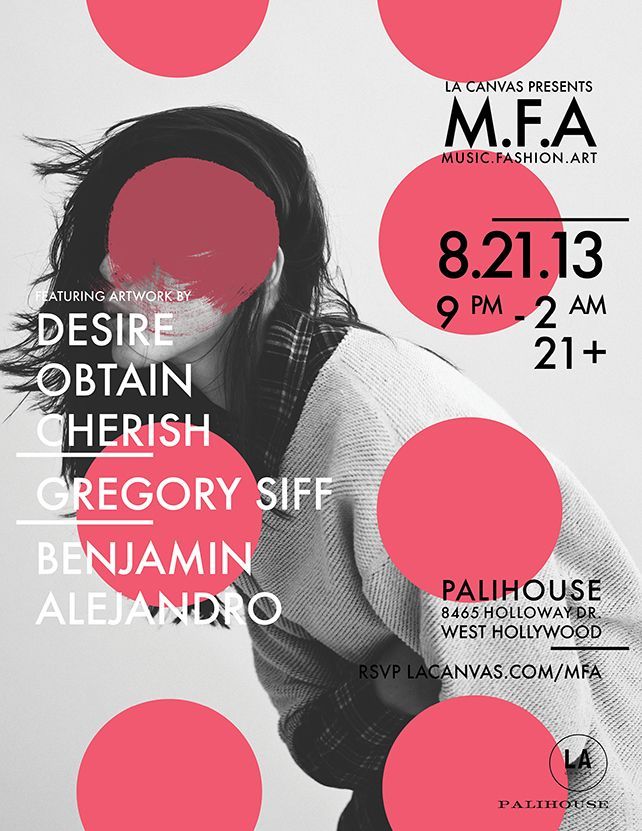 LA CANVAS PRESENTS
M.F.A
MUSIC.FASHION.ART
8.21.13
9 PM - 2 AM
21+
FEATURING ARTWORK BY
DESIRE
OBTAIN
CHERISH
GREGORY SIFF
BENJAMIN
ALEJANDRO
PALIHOUSE
8465 HOLLOWAY DR.
WEST HOLLYWOOD
RSVP LACANVAS.COM/MFA
LA
PALIHOUSE